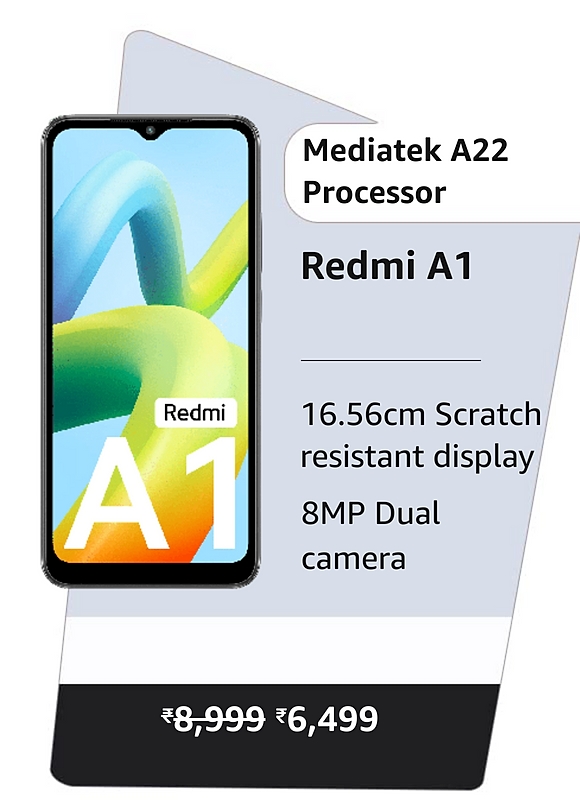 Mediatek A22
Processor
Redmi A1
16.56cm Scratch
resistant display
8MP Dual
camera
Redmi
A1
₹8,999 ₹6,499